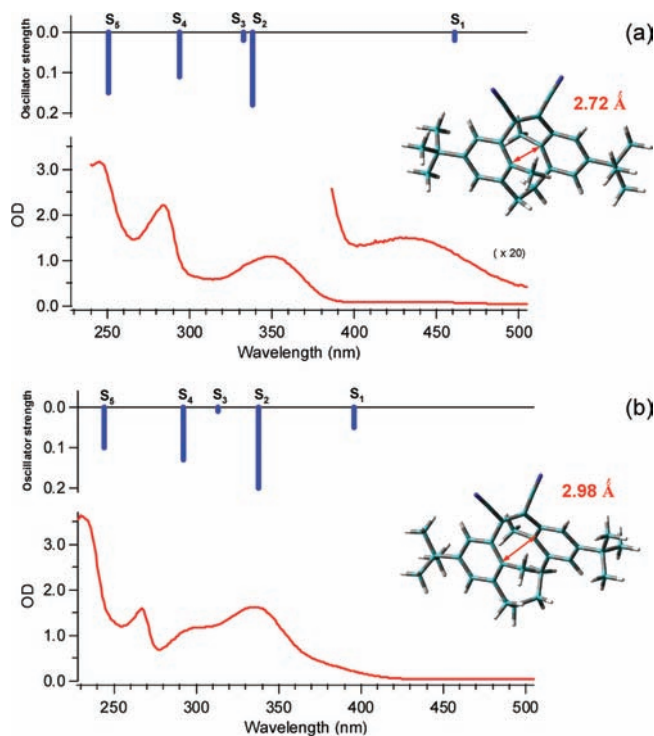 S5 S4 S3 S2 S1
(a)
0.0
0.1
0.2
Oscillator strength
2.72 Å
3.0
2.0
1.0
0.0
OD
( x 20)
250 300 350 400 450 500
Wavelength (nm)
(b)
S5 S4 S3 S2 S1
0.0
0.1
0.2
Oscillator strength
2.98 Å
3.0
2.0
1.0
0.0
OD
250 300 350 400 450 500
Wavelength (nm)